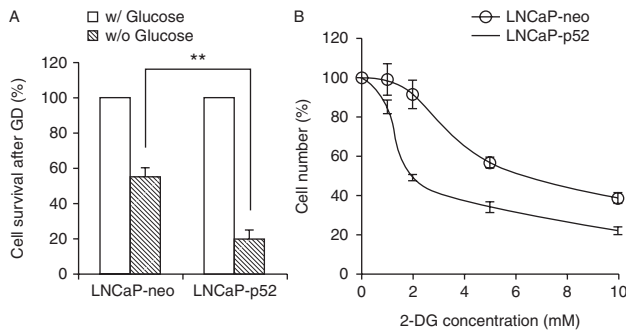 A
w/ Glucose
w/o Glucose
**
Cell survival after GD (%)
120
100
80
60
40
20
0
LNCaP-neo LNCaP-p52
B
LNCaP-neo
LNCaP-p52
Cell number (%)
120
100
80
60
40
20
0
0 2 4 6 8 10
2-DG concentration (mM)